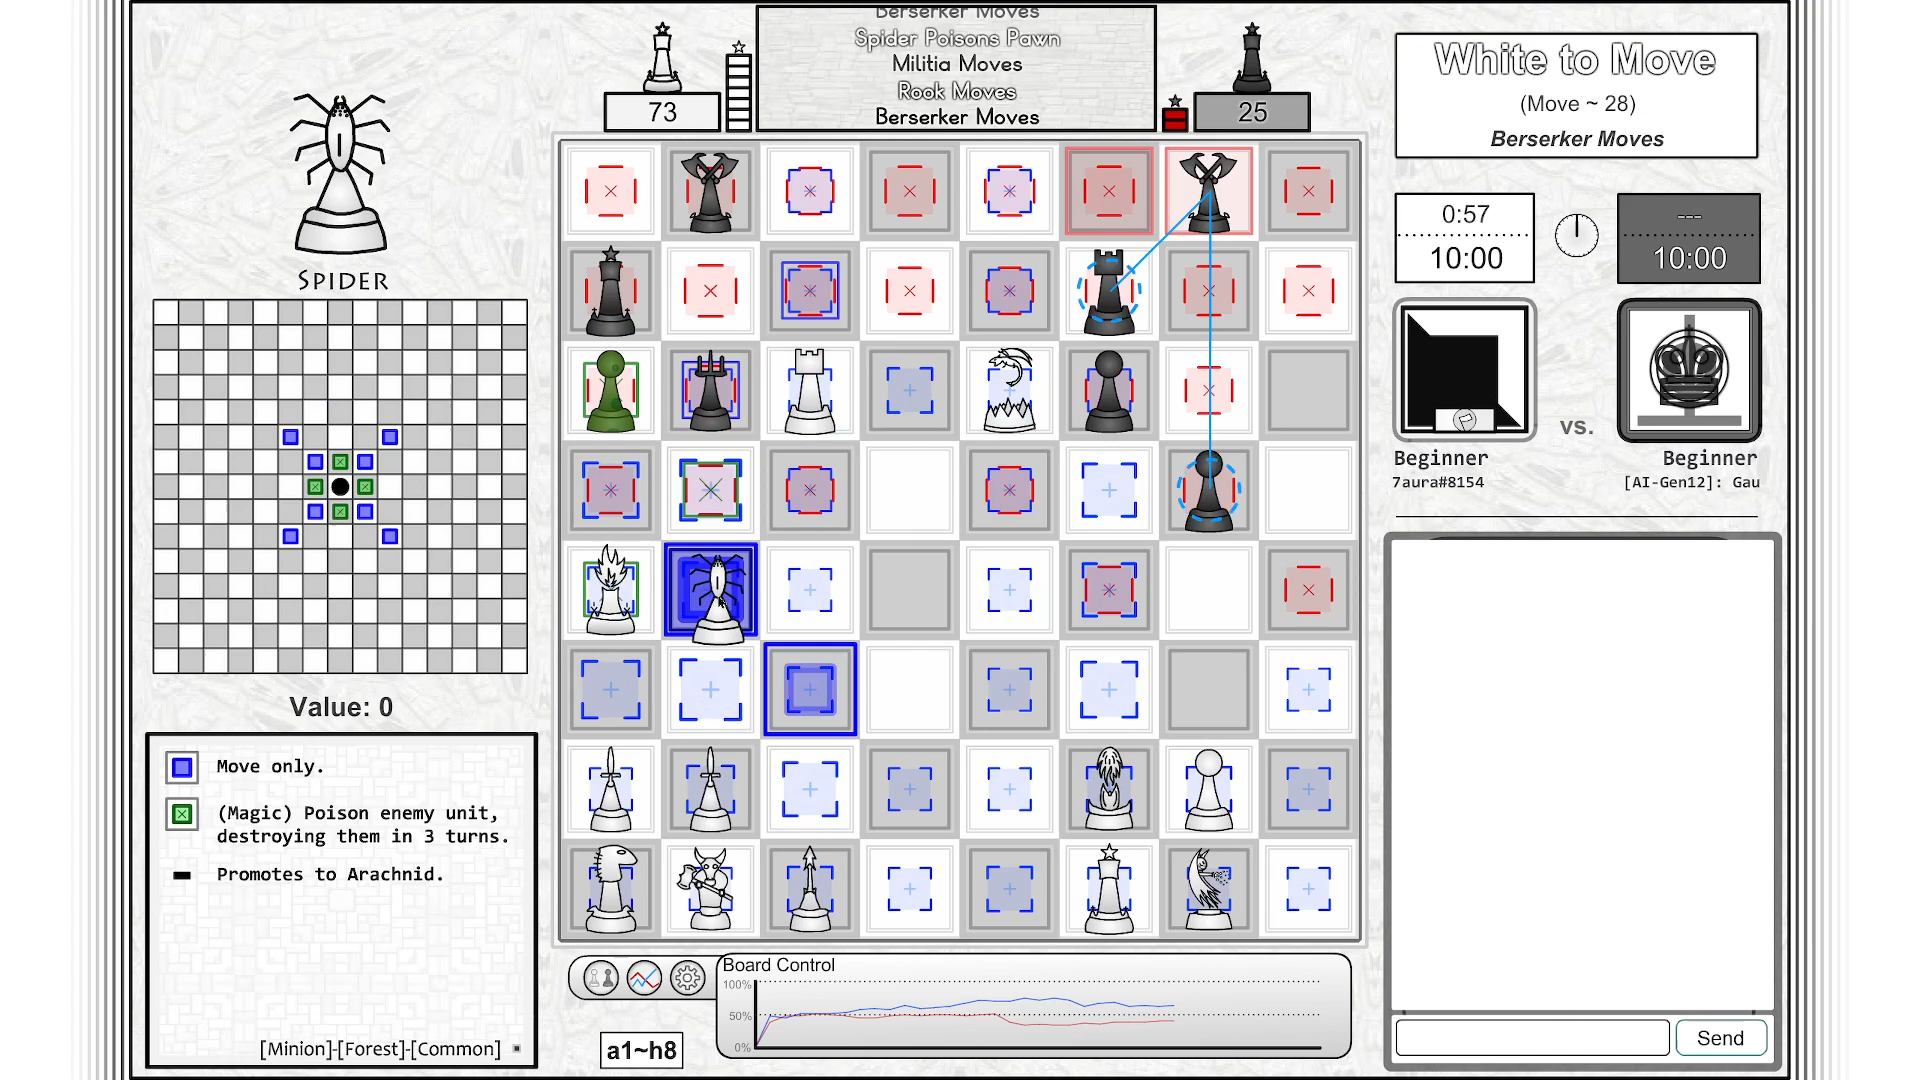 Berserker Moves
Spider Poisons Pawn
Militia Moves
Rook Moves
Berserker Moves
73
25
White to Move
(Move ~ 28)
Berserker Moves
0:57
10:00
---
10:00
vs.
Beginner
7aura#8154
Beginner
[AI-Gen12]: Gau
SPIDER
Value: 0
Move only.
(Magic) Poison enemy unit,
destroying them in 3 turns.
Promotes to Arachnid.
[Minion]-[Forest]-[Common]
Board Control
100%
50%
0%
a1~h8
Send